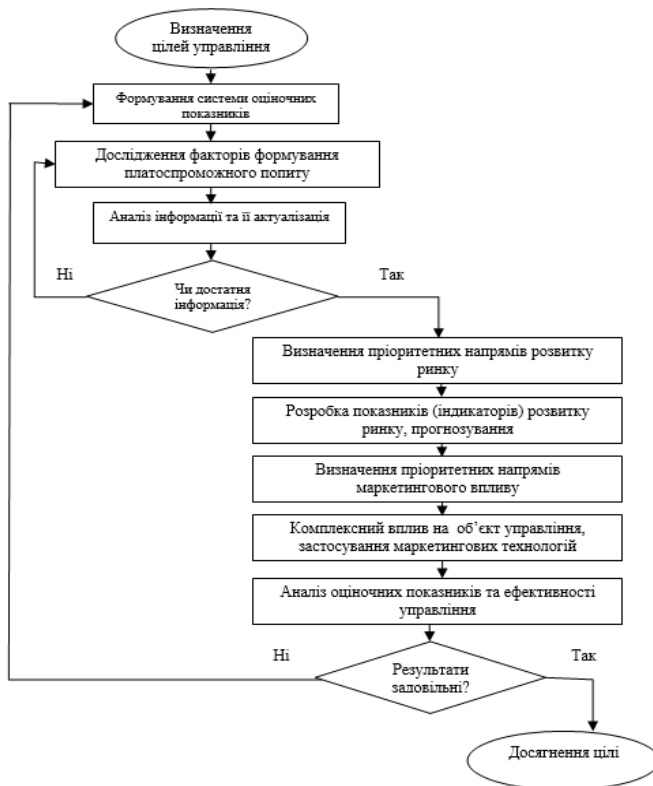 Визначення
цілей управління
Формування системи оціночних
показників
Дослідження факторів формування
платоспроможного попиту
Аналіз інформації та її актуалізація
Ні
Так
Чи достатня
інформація?
Визначення пріоритетних напрямів розвитку
ринку
Розробка показників (індикаторів) розвитку
ринку, прогнозування
Визначення пріоритетних напрямів
маркетингового впливу
Комплексний вплив на об’єкт управління,
застосування маркетингових технологій
Аналіз оціночних показників та ефективності
управління
Ні
Так
Результати
задовільні?
Досягнення цілі